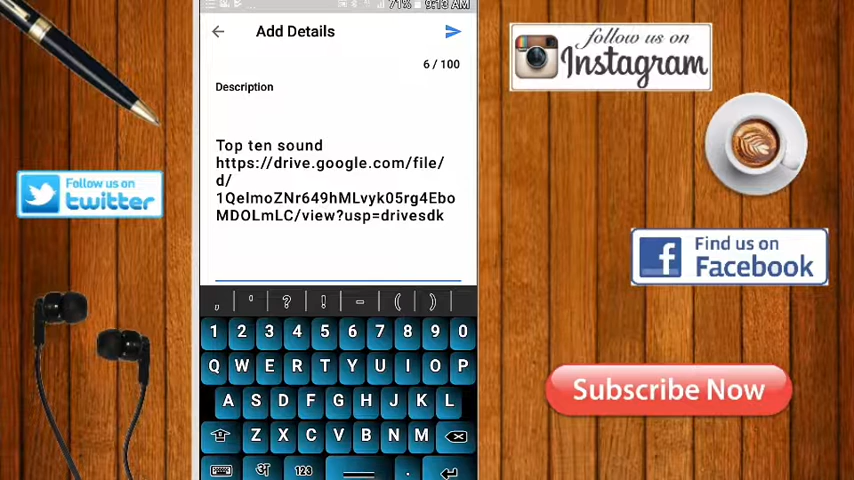 71% 9:13 AM
Add Details
6 / 100
Description
Top ten sound
https://drive.google.com/file/
d/
1QelmoZNr649hMLvyk05rg4Ebo
MDOLmLC/view?usp=drivesdk
, ° ? ! - ( )
1 2 3 4 5 6 7 8 9 0
Q W E R T Y U I O P
A S D F G H J K L
Z X C V B N M
अ 123 .
Follow us on
twitter
follow us on
Instagram
Find us on
Facebook
Subscribe Now